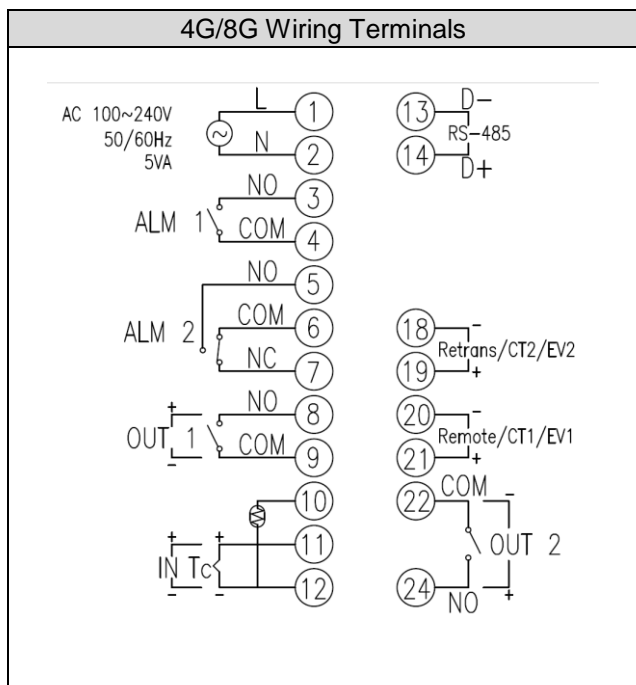 4G/8G Wiring Terminals
AC 100~240V
50/60Hz
5VA
L
N
1
2
ALM 1
NO
COM
3
4
ALM 2
NO
COM
NC
5
6
7
OUT 1
+
-
NO
COM
8
9
10
11
12
IN
+
-
Tc
+
-
13
14
D-
RS-485
D+
18
19
-
Retrans/CT2/EV2
+
20
21
-
Remote/CT1/EV1
+
22
24
COM
NO
-
OUT 2
+